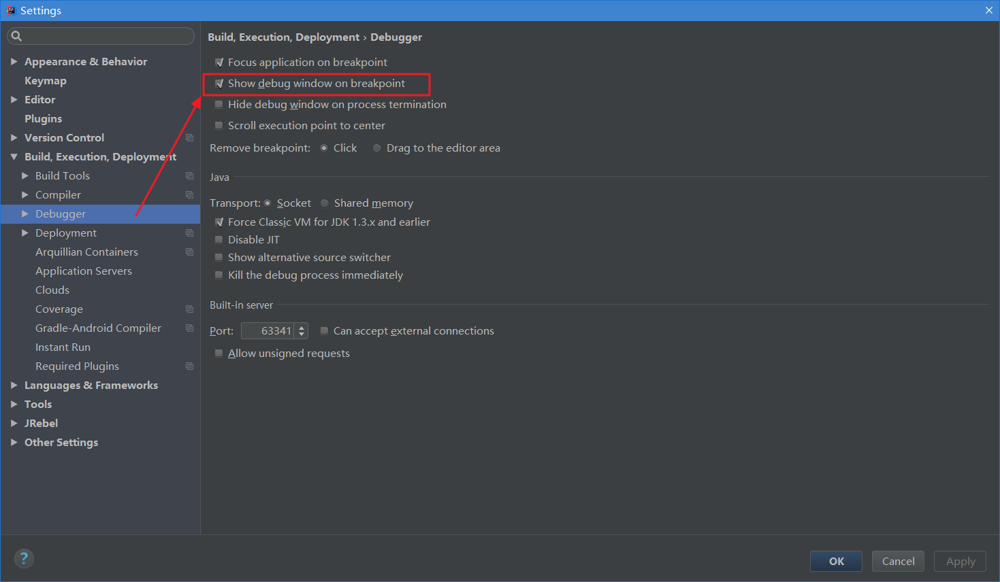 Settings
Build, Execution, Deployment › Debugger
Appearance & Behavior
Keymap
Editor
Plugins
Version Control
Build, Execution, Deployment
Build Tools
Compiler
Debugger
Deployment
Arquillian Containers
Application Servers
Clouds
Coverage
Gradle-Android Compiler
Instant Run
Required Plugins
Languages & Frameworks
Tools
JRebel
Other Settings
Focus application on breakpoint
Show debug window on breakpoint
Hide debug window on process termination
Scroll execution point to center
Remove breakpoint: Click Drag to the editor area
Java
Transport: Socket Shared memory
Force Classic VM for JDK 1.3.x and earlier
Disable JIT
Show alternative source switcher
Kill the debug process immediately
Built-in server
Port: 63341 Can accept external connections
Allow unsigned requests
?
OK Cancel Apply